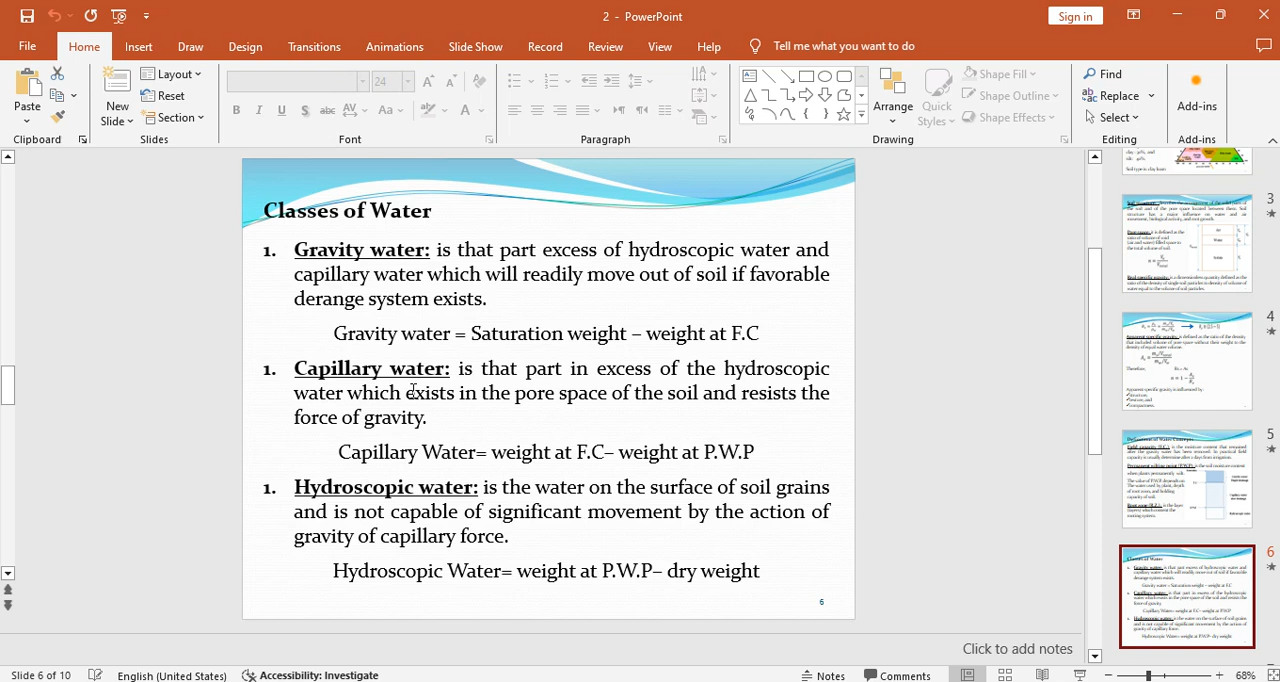 2 - PowerPoint
Sign in
File Home Insert Draw Design Transitions Animations Slide Show Record Review View Help Tell me what you want to do
Paste
Clipboard
New
Slide
Layout
Reset
Section
Slides
24
Font
Paragraph
Arrange
Quick
Styles
Shape Fill
Shape Outline
Shape Effects
Drawing
Find
Replace
Select
Editing
Add-ins
Add-ins
Classes of Water
1. Gravity water: is that part excess of hydroscopic water and
capillary water which will readily move out of soil if favorable
derange system exists.
Gravity water = Saturation weight – weight at F.C
1. Capillary water: is that part in excess of the hydroscopic
water which exists in the pore space of the soil and resists the
force of gravity.
Capillary Water= weight at F.C– weight at P.W.P
1. Hydroscopic water: is the water on the surface of soil grains
and is not capable of significant movement by the action of
gravity of capillary force.
Hydroscopic Water= weight at P.W.P– dry weight
6
3
4
5
6
Click to add notes
Slide 6 of 10 English (United States) Accessibility: Investigate Notes Comments 68%